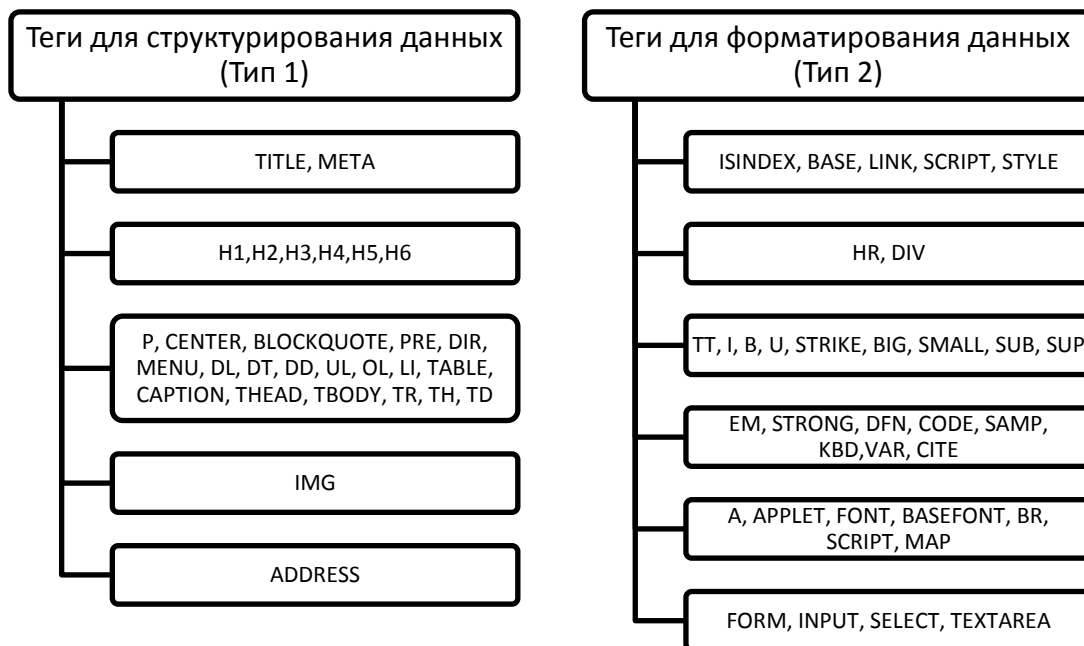 Теги для структурирования данных
(Тип 1)
TITLE, META
H1,H2,H3,H4,H5,H6
P, CENTER, BLOCKQUOTE, PRE, DIR,
MENU, DL, DT, DD, UL, OL, LI, TABLE,
CAPTION, THEAD, TBODY, TR, TH, TD
IMG
ADDRESS
Теги для форматирования данных
(Тип 2)
ISINDEX, BASE, LINK, SCRIPT, STYLE
HR, DIV
TT, I, B, U, STRIKE, BIG, SMALL, SUB, SUP
EM, STRONG, DFN, CODE, SAMP,
KBD,VAR, CITE
A, APPLET, FONT, BASEFONT, BR,
SCRIPT, MAP
FORM, INPUT, SELECT, TEXTAREA